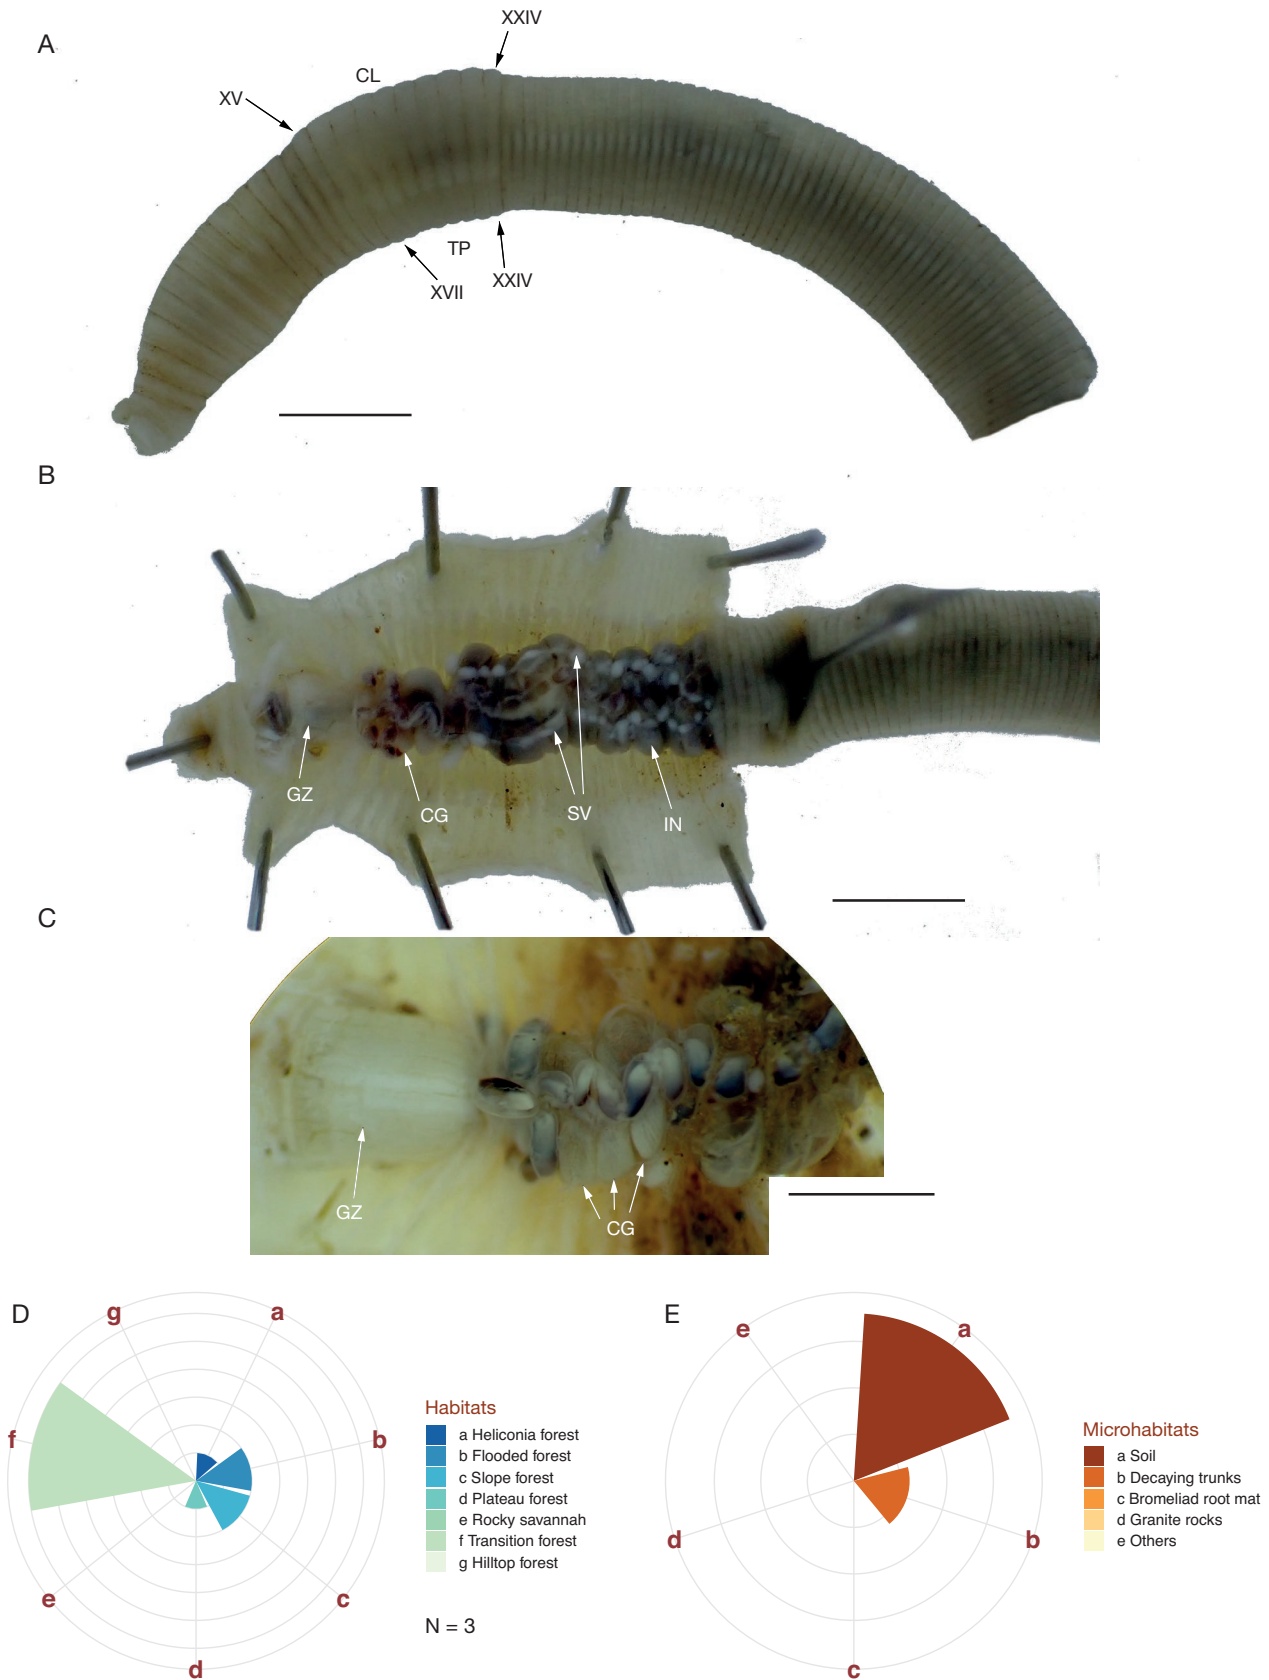 A
XXIV
CL
XV
TP
XVII
XXIV
B
GZ
CG
SV
IN
C
GZ
CG
D
g
a
f
b
e
c
d
Habitats
a Heliconia forest
b Flooded forest
c Slope forest
d Plateau forest
e Rocky savannah
f Transition forest
g Hilltop forest
N = 3
E
e
a
d
b
c
Microhabitats
a Soil
b Decaying trunks
c Bromeliad root mat
d Granite rocks
e Others